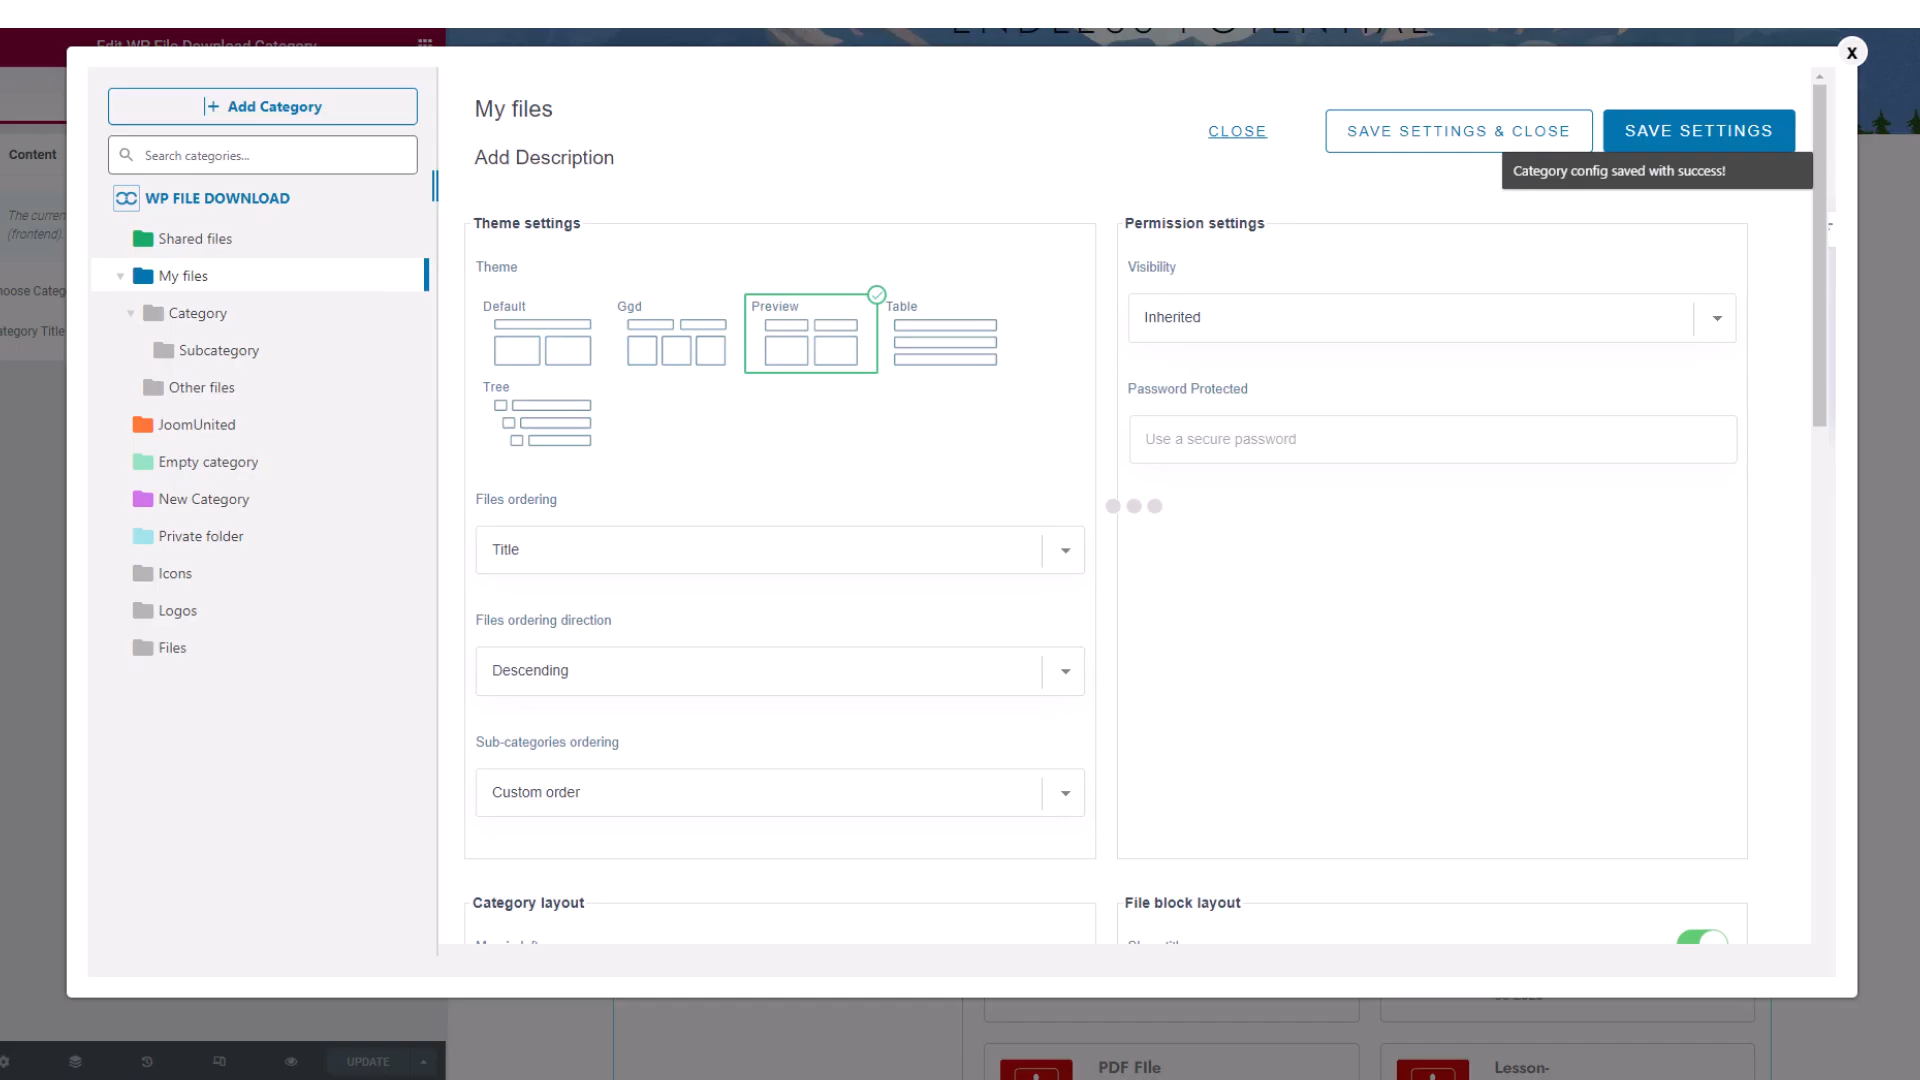 ENDLESS POTENTIAL
Edit WP File Download Category
x
Add Category
Search categories...
WP FILE DOWNLOAD
Shared files
My files
Category
Subcategory
Other files
JoomUnited
Empty category
New Category
Private folder
Icons
Logos
Files
Content
The curren
(frontend).
hoose Categ
ategory Title
My files
Add Description
CLOSE
SAVE SETTINGS & CLOSE
SAVE SETTINGS
Category config saved with success!
Theme settings
Theme
Default
Ggd
Preview
Table
Tree
Files ordering
Title
Files ordering direction
Descending
Sub-categories ordering
Custom order
Permission settings
Visibility
Inherited
Password Protected
Use a secure password
Category layout
File block layout
UPDATE
PDF FIle
Lesson-